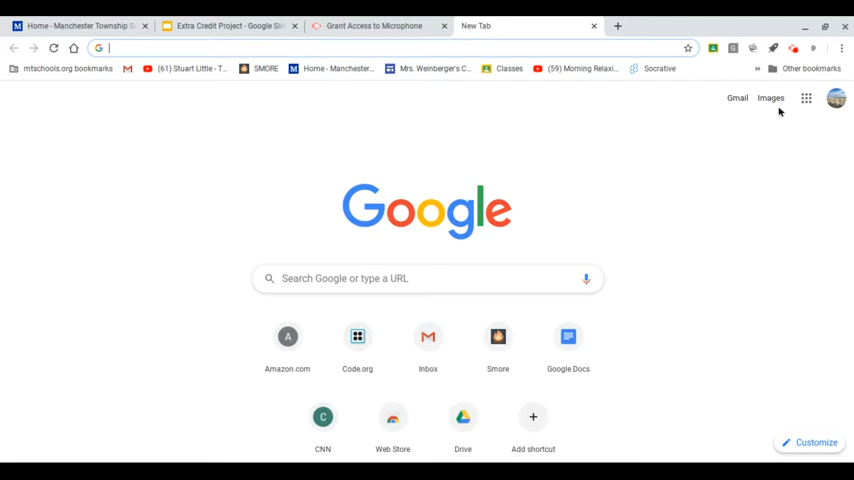 Home - Manchester Township Sc
Extra Credit Project - Google Slid
Grant Access to Microphone
New Tab
mtschools.org bookmarks
(61) Stuart Little - T...
SMORE
Home - Manchester...
Mrs. Weinberger's C...
Classes
(59) Morning Relaxi...
Socrative
Other bookmarks
Gmail
Images
Google
Search Google or type a URL
A
Amazon.com
Code.org
Inbox
Smore
Google Docs
C
CNN
Web Store
Drive
Add shortcut
Customize